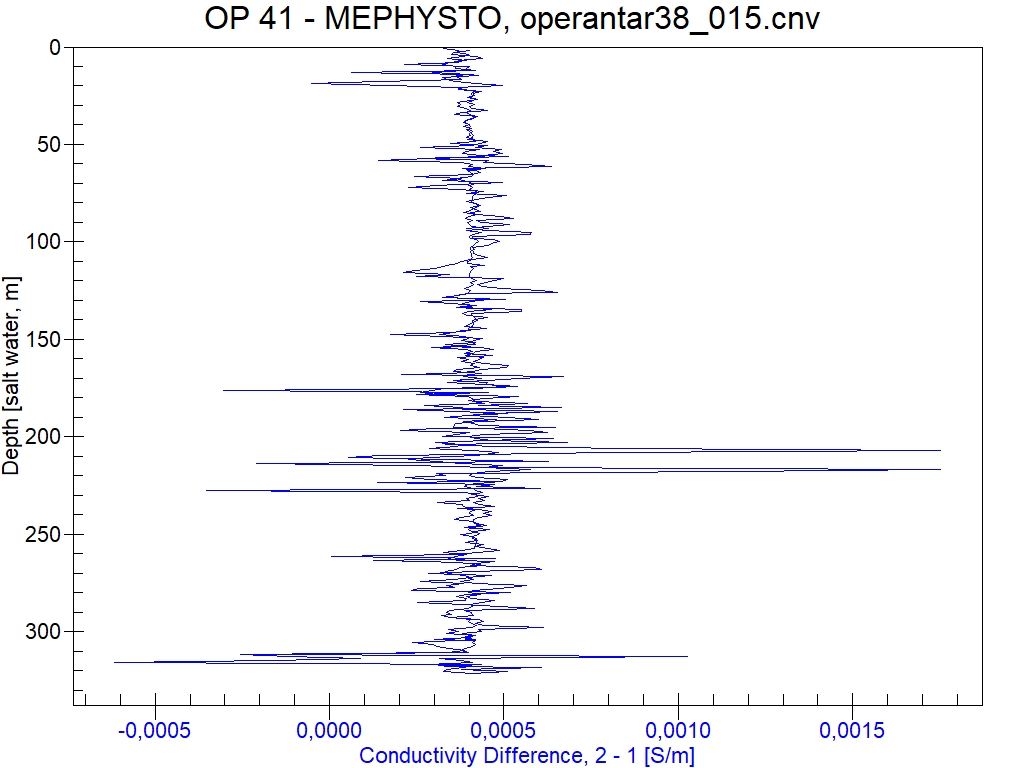 OP 41 - MEPHYSTO, operantar38_015.cnv
0
50
100
150
200
250
300
Depth [salt water, m]
-0,0005 0,0000 0,0005 0,0010 0,0015
Conductivity Difference, 2 - 1 [S/m]